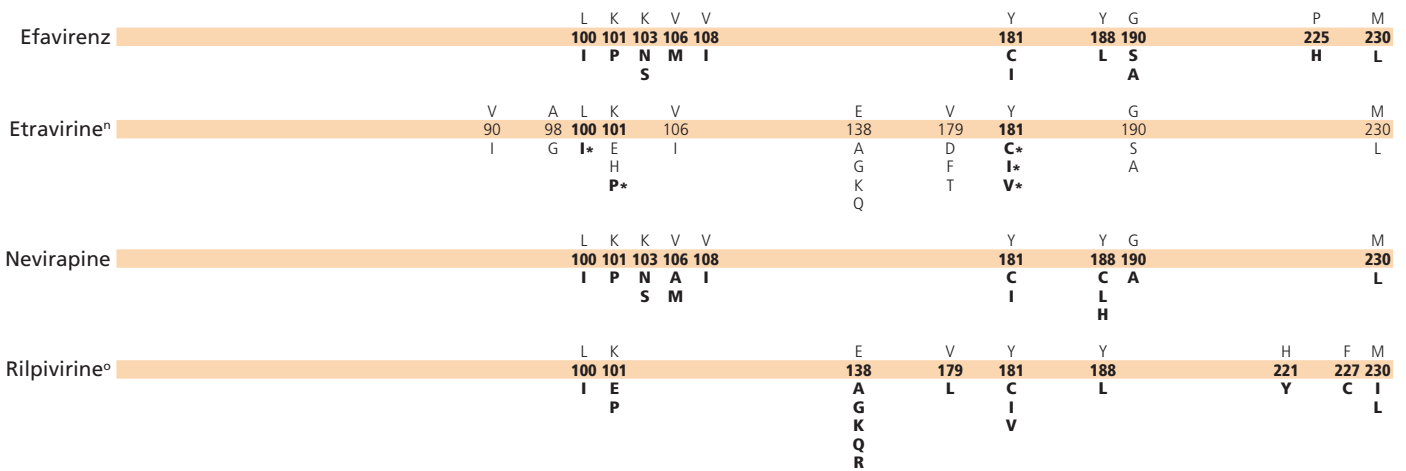 L K K V V Y Y G P M
Efavirenz 100 101 103 106 108 181 188 190 225 230
I P N M I C L S H L
S I A
V A L K V E V Y G M
Etravirineⁿ 90 98 100 101 106 138 179 181 190 230
I G I* E I A D C* S L
H G F I* A
P* K T V*
Q
L K K V V Y Y G M
Nevirapine 100 101 103 106 108 181 188 190 230
I P N A I C C A L
S M I L
H
L K E V Y Y H F M
Rilpivirineᵒ 100 101 138 179 181 188 221 227 230
I E A L C L Y C I
P G I L
K V
Q
R